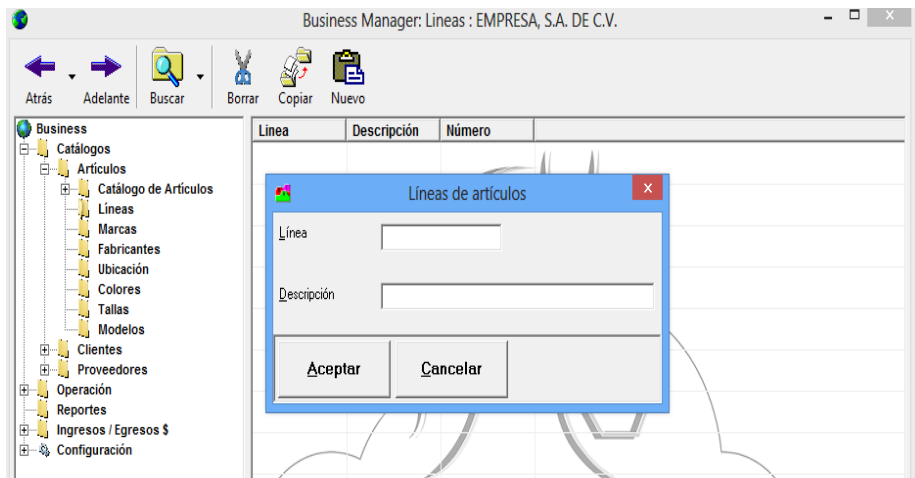 Business Manager: Lineas : EMPRESA, S.A. DE C.V.
Atrás Adelante Buscar Borrar Copiar Nuevo
Business
Catálogos
Artículos
Catálogo de Artículos
Líneas
Marcas
Fabricantes
Ubicación
Colores
Tallas
Modelos
Clientes
Proveedores
Operación
Reportes
Ingresos / Egresos $
Configuración
Linea Descripción Número
Líneas de artículos
Línea
Descripción
Aceptar Cancelar